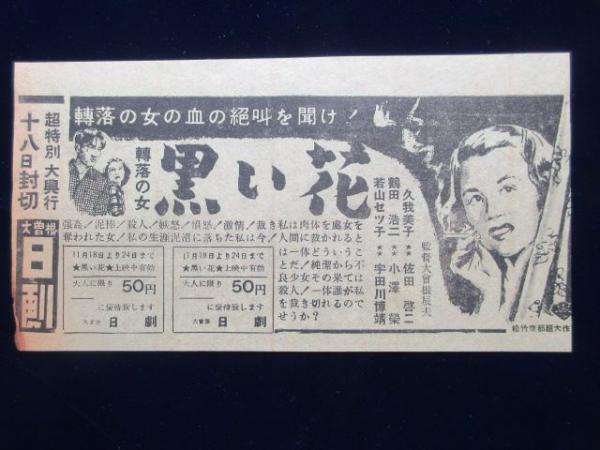 超特別大興行
十八日封切
大曽根
日劇
轉落の女の血の絕叫を聞け！
轉落の女
黒い花
久我美子
鶴田浩二
若山セツ子
佐田啓二
小澤榮
宇田川博靖
監督大曾根辰夫
強姦！泥棒！殺人！嫉怒！憤怒！激情！裁き
奪われた女！私の生涯泥沼に落ちた私は今！
私は肉体を處女を
人間に裁かれると
は一体どういうこ
とだ！純潔から不
良少女その果ては
殺人！一体誰が私
を裁き切れるので
せうか？
11月18日より24日まで
★黒い花★上映中有効
大人に限り 50円
に優待致します
大曽根 日劇
11月18日より24日まで
★黒い花★上映中有効
大人に限り 50円
に優待致します
大曽根 日劇
松竹京都超大作